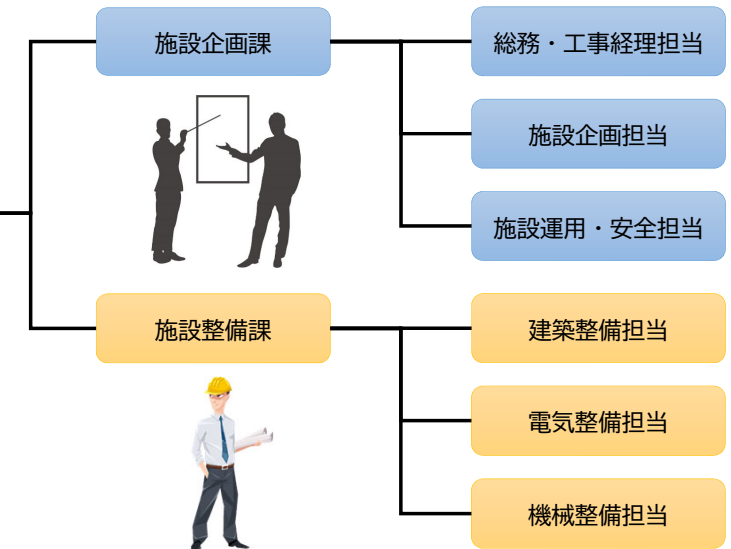 施設企画課
総務・工事経理担当
施設企画担当
施設運用・安全担当
施設整備課
建築整備担当
電気整備担当
機械整備担当